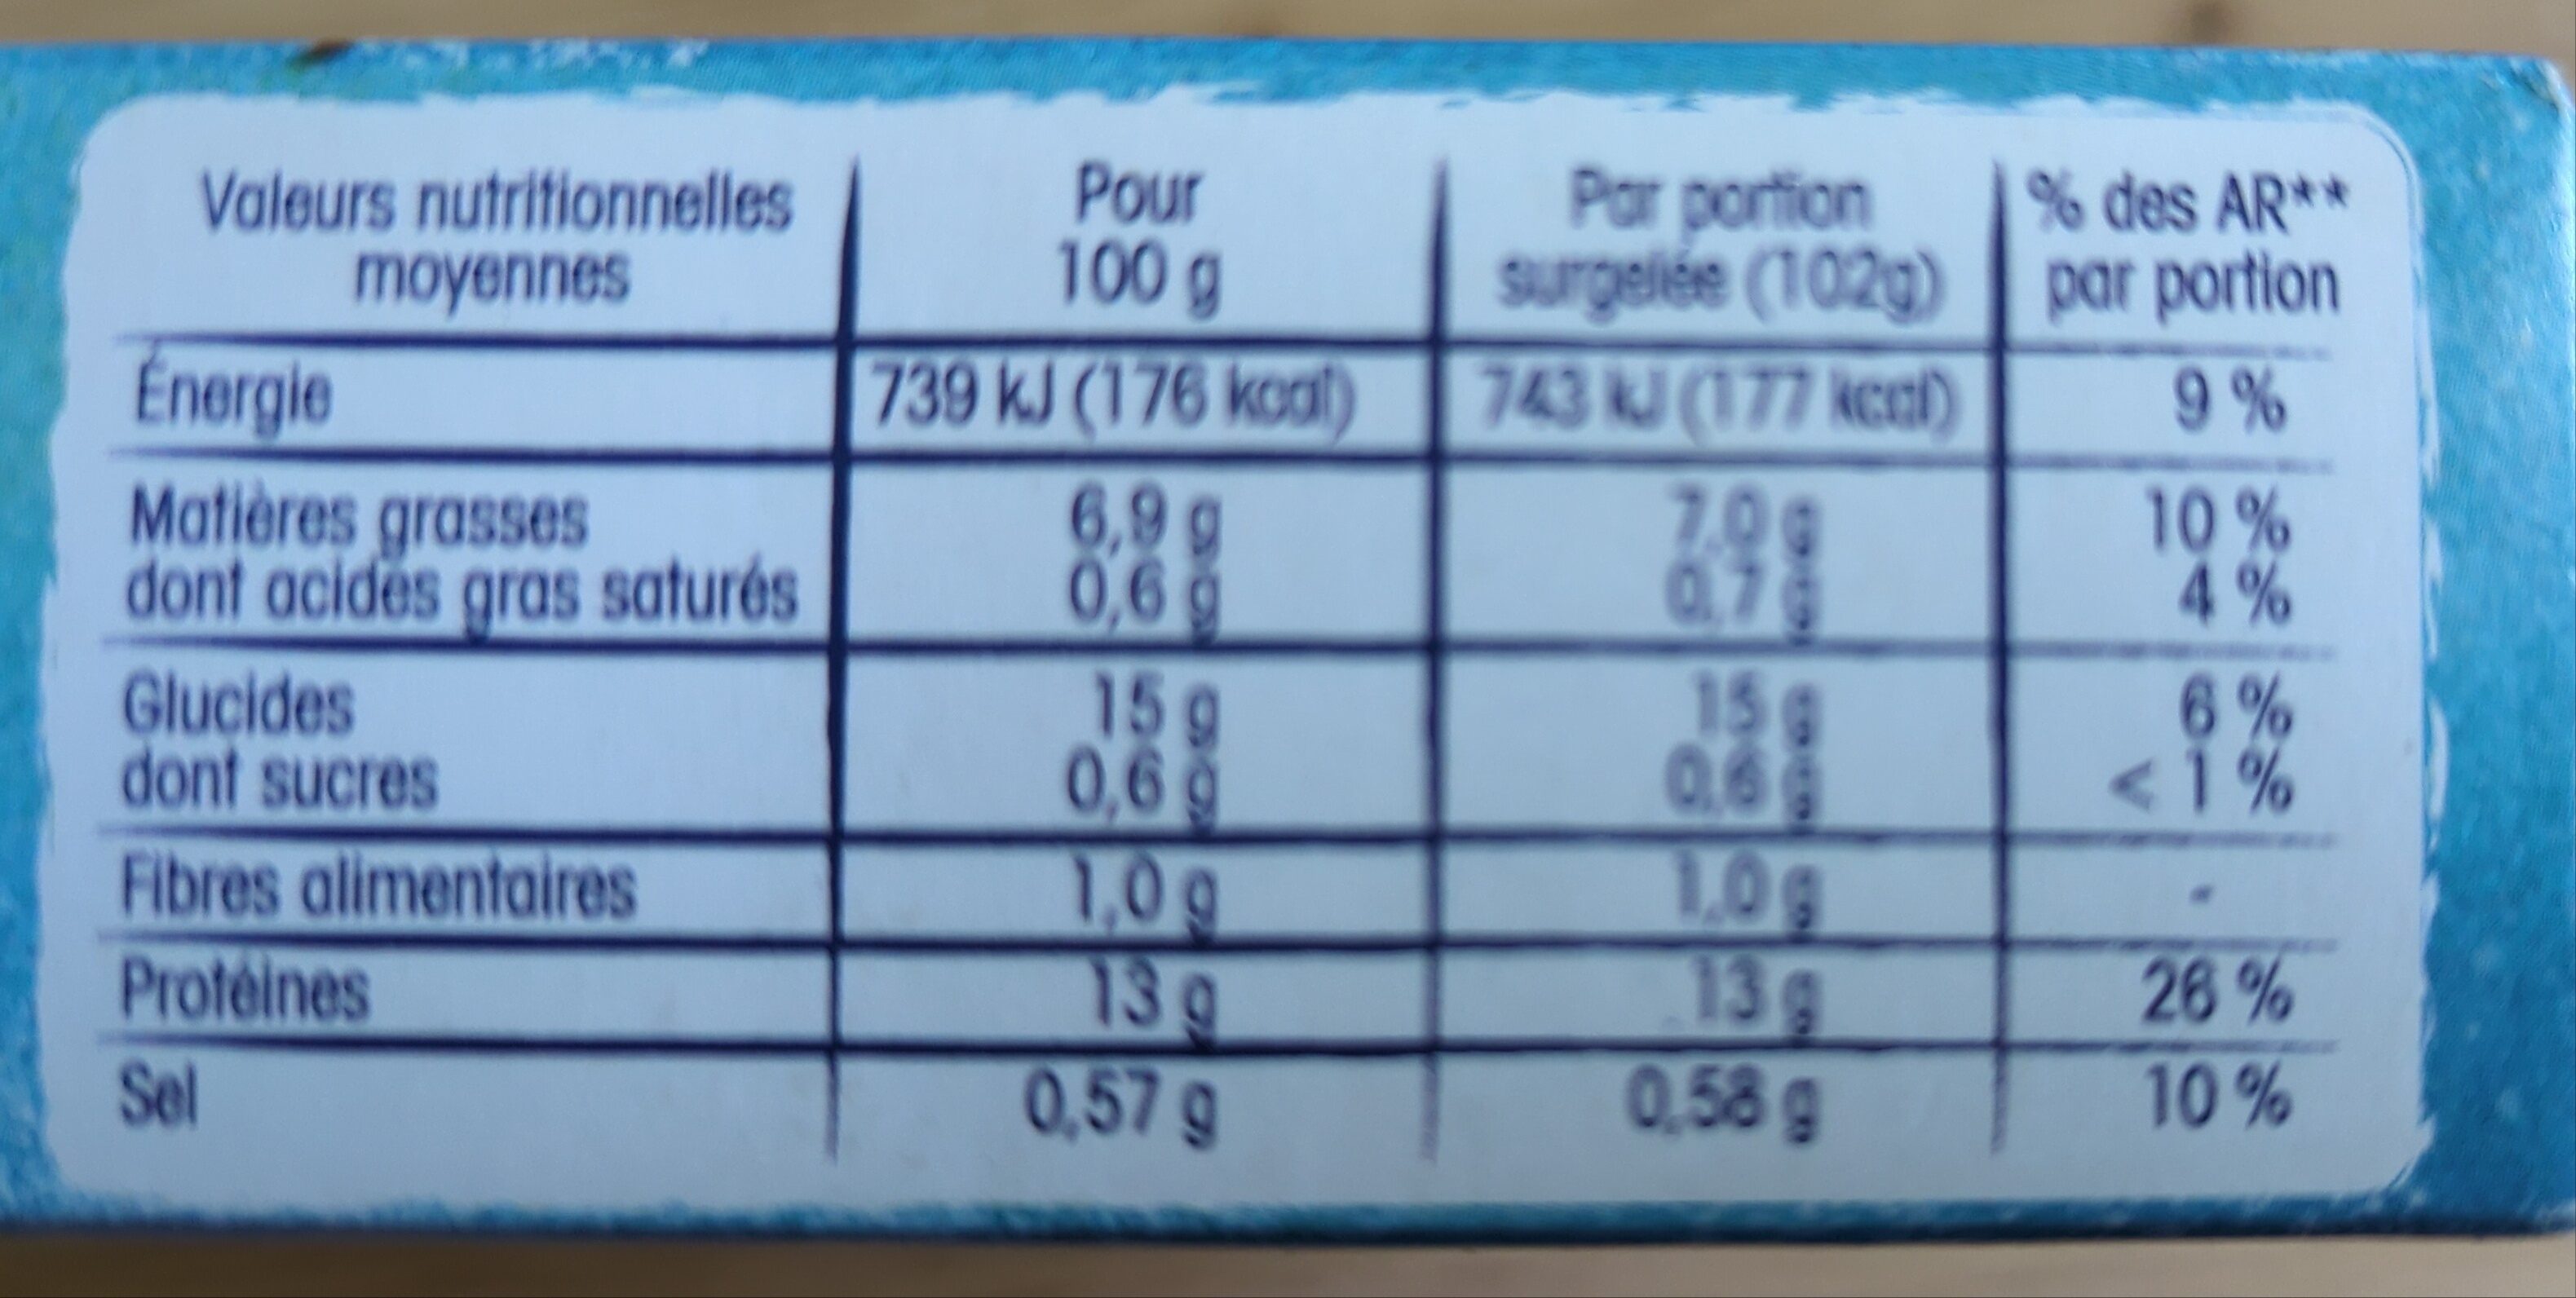 Valeurs nutritionnelles moyennes | Pour 100 g | Par portion surgelée (102g) | % des AR** par portion
Énergie | 739 kJ (176 kcal) | 743 kJ (177 kcal) | 9 %
Matières grasses | 6,9 g | 7,0 g | 10 %
dont acides gras saturés | 0,6 g | 0,7 g | 4 %
Glucides | 15 g | 15 g | 6 %
dont sucres | 0,6 g | 0,6 g | < 1 %
Fibres alimentaires | 1,0 g | 1,0 g | -
Protéines | 13 g | 13 g | 26 %
Sel | 0,57 g | 0,58 g | 10 %